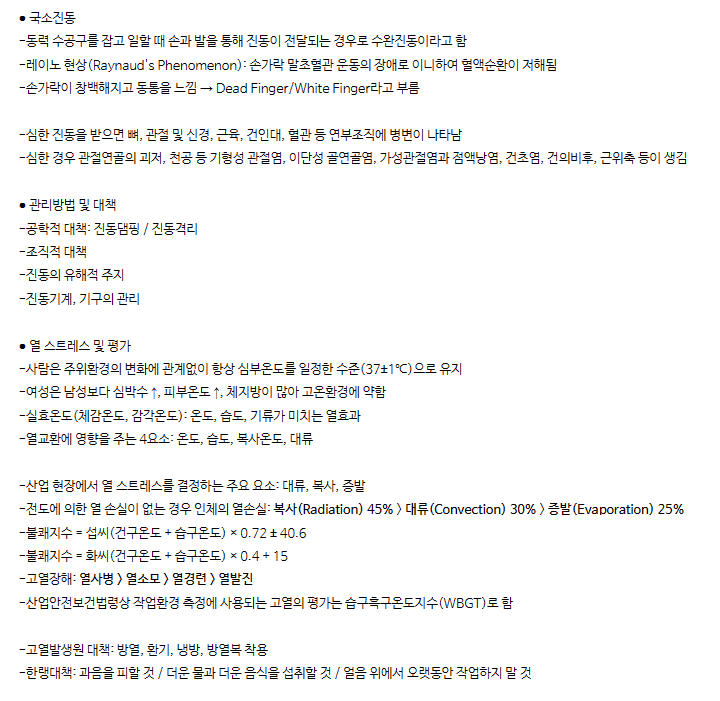 ● 국소진동
-동력 수공구를 잡고 일할 때 손과 발을 통해 진동이 전달되는 경우로 수완진동이라고 함
-레이노 현상(Raynaud's Phenomenon): 손가락 말초혈관 운동의 장애로 이니하여 혈액순환이 저해됨
-손가락이 창백해지고 동통을 느낌 → Dead Finger/White Finger라고 부름
-심한 진동을 받으면 뼈, 관절 및 신경, 근육, 건인대, 혈관 등 연부조직에 병변이 나타남
-심한 경우 관절연골의 괴저, 천공 등 기형성 관절염, 이단성 골연골염, 가성관절염과 점액낭염, 건초염, 건의비후, 근위축 등이 생김
● 관리방법 및 대책
-공학적 대책: 진동댐핑 / 진동격리
-조직적 대책
-진동의 유해적 주지
-진동기계, 기구의 관리
● 열 스트레스 및 평가
-사람은 주위환경의 변화에 관계없이 항상 심부온도를 일정한 수준(37±1℃)으로 유지
-여성은 남성보다 심박수↑, 피부온도↑, 체지방이 많아 고온환경에 약함
-실효온도(체감온도, 감각온도): 온도, 습도, 기류가 미치는 열효과
-열교환에 영향을 주는 4요소: 온도, 습도, 복사온도, 대류
-산업 현장에서 열 스트레스를 결정하는 주요 요소: 대류, 복사, 증발
-전도에 의한 열 손실이 없는 경우 인체의 열손실: 복사(Radiation) 45% > 대류(Convection) 30% > 증발(Evaporation) 25%
-불쾌지수 = 섭씨(건구온도 + 습구온도) × 0.72 ± 40.6
-불쾌지수 = 화씨(건구온도 + 습구온도) × 0.4 + 15
-고열장해: 열사병 > 열소모 > 열경련 > 열발진
-산업안전보건법령상 작업환경 측정에 사용되는 고열의 평가는 습구흑구온도지수(WBGT)로 함
-고열발생원 대책: 방열, 환기, 냉방, 방열복 착용
-한랭대책: 과음을 피할 것 / 더운 물과 더운 음식을 섭취할 것 / 얼음 위에서 오랫동안 작업하지 말 것